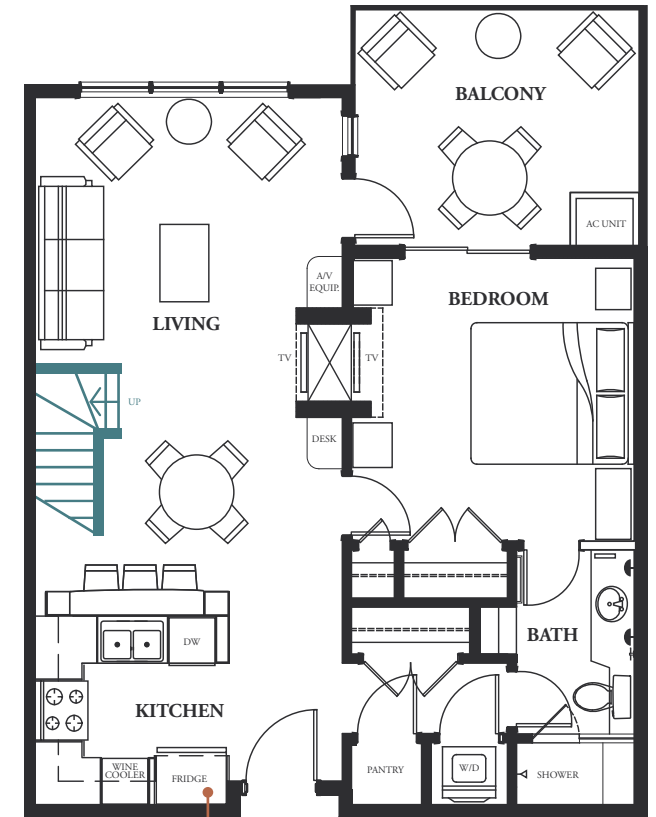 BALCONY
AC UNIT
A/V
EQUIP.
BEDROOM
LIVING
TV
TV
UP
DESK
DW
BATH
KITCHEN
WINE
COOLER
FRIDGE
PANTRY
W/D
SHOWER